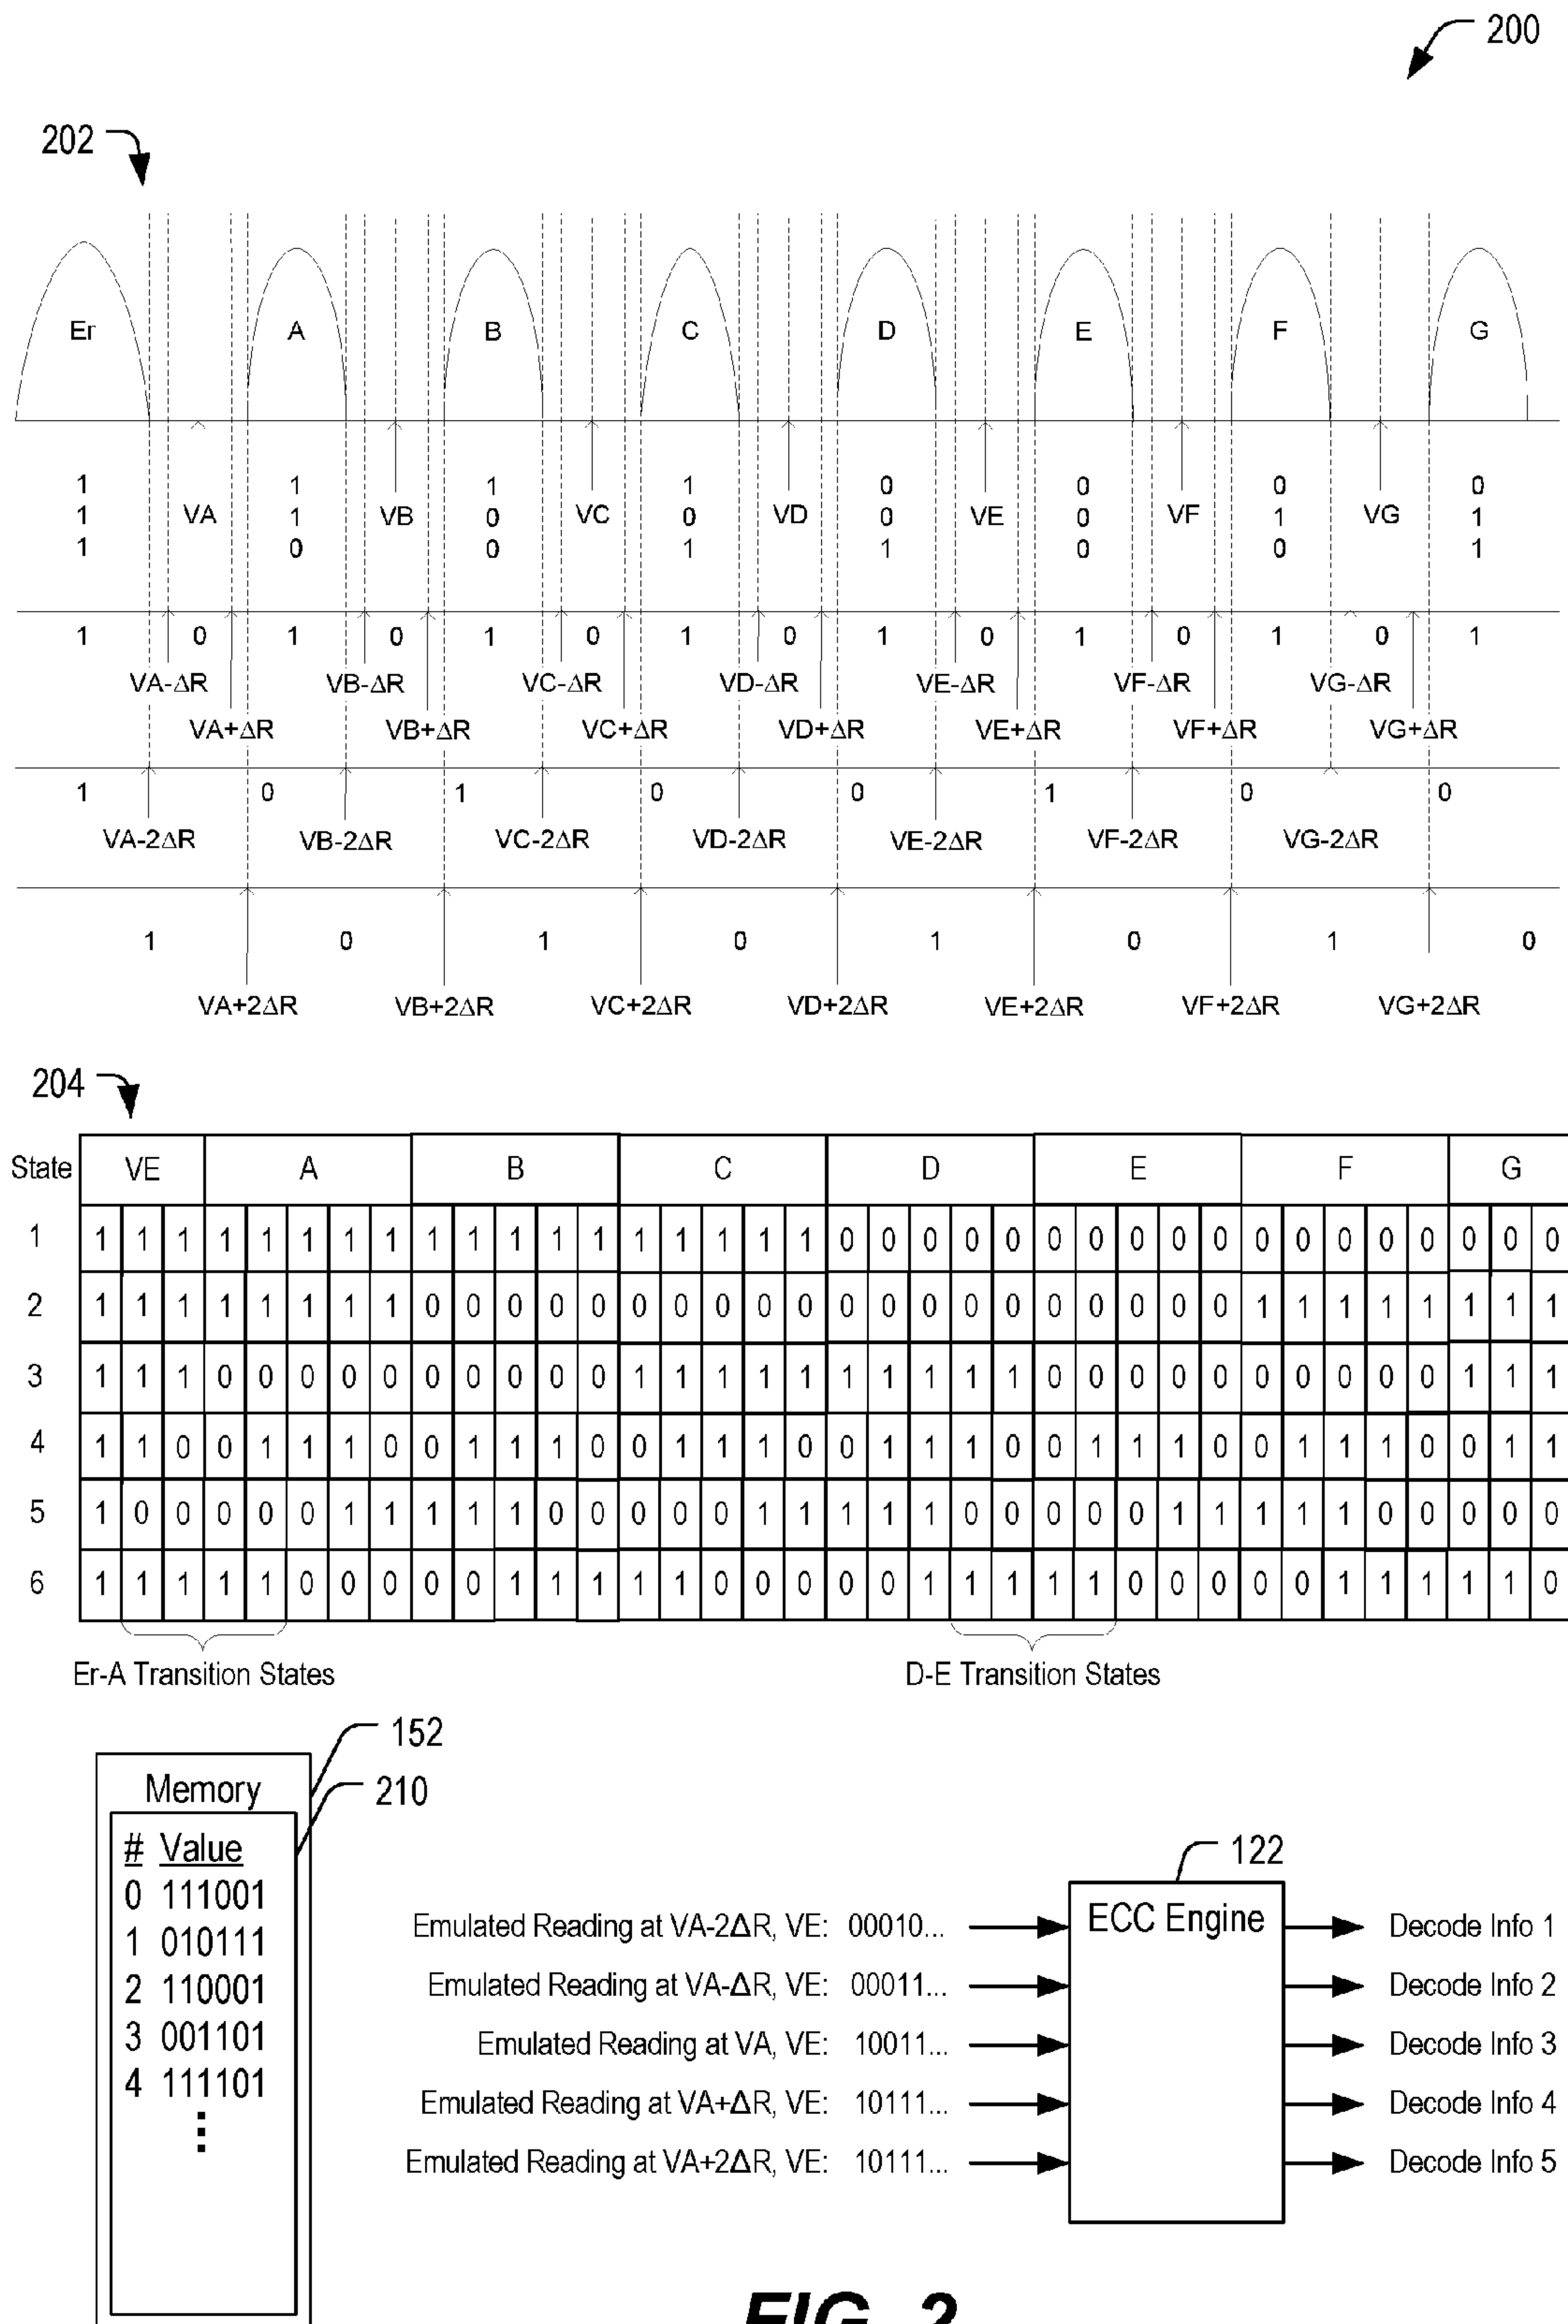 200
202
Er A B C D E F G
1 1 1 1 0 0 0 0
1 VA 1 VB 0 VC 0 VD 0 VE 0 VF 1 VG 1
1 0 0 1 1 0 0 1
1 0 1 0 1 0 1 0 1 0 1 0 1 0 1
VA-ΔR VB-ΔR VC-ΔR VD-ΔR VE-ΔR VF-ΔR VG-ΔR
VA+ΔR VB+ΔR VC+ΔR VD+ΔR VE+ΔR VF+ΔR VG+ΔR
1 0 1 0 0 1 0 0
VA-2ΔR VB-2ΔR VC-2ΔR VD-2ΔR VE-2ΔR VF-2ΔR VG-2ΔR
1 0 1 0 1 0 1 0
VA+2ΔR VB+2ΔR VC+2ΔR VD+2ΔR VE+2ΔR VF+2ΔR VG+2ΔR
204
State VE A B C D E F G
1 1 1 1 1 1 1 1 1 1 1 1 1 1 1 1 1 1 1 0 0 0 0 0 0 0 0 0 0 0 0 0 0 0 0 0 0
2 1 1 1 1 1 1 1 1 0 0 0 0 0 0 0 0 0 0 0 0 0 0 0 0 0 0 0 0 1 1 1 1 1 1 1 1
3 1 1 1 0 0 0 0 0 0 0 0 0 0 1 1 1 1 1 1 1 1 1 1 0 0 0 0 0 0 0 0 0 0 1 1 1
4 1 1 0 0 1 1 1 0 0 1 1 1 0 0 1 1 1 0 0 1 1 1 0 0 1 1 1 0 0 1 1 1 0 0 1 1
5 1 0 0 0 0 0 1 1 1 1 1 0 0 0 0 0 1 1 1 1 1 0 0 0 0 0 1 1 1 1 1 0 0 0 0 0
6 1 1 1 1 1 0 0 0 0 0 1 1 1 1 1 0 0 0 0 0 1 1 1 1 1 0 0 0 0 0 1 1 1 1 1 0
Er-A Transition States D-E Transition States
152
Memory
210
# Value
0 111001
1 010111
2 110001
3 001101
4 111101
122
ECC Engine
Emulated Reading at VA-2ΔR, VE: 00010... Decode Info 1
Emulated Reading at VA-ΔR, VE: 00011... Decode Info 2
Emulated Reading at VA, VE: 10011... Decode Info 3
Emulated Reading at VA+ΔR, VE: 10111... Decode Info 4
Emulated Reading at VA+2ΔR, VE: 10111... Decode Info 5
FIG. 2